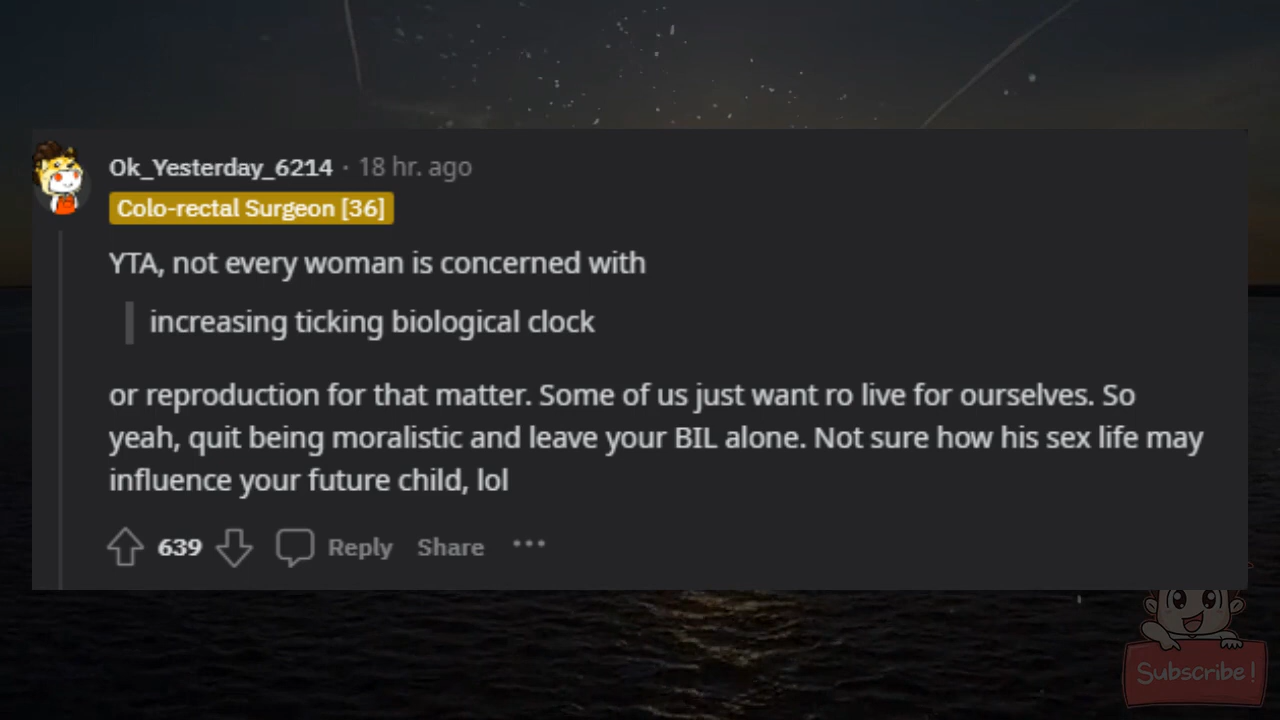 Ok_Yesterday_6214 · 18 hr. ago
Colo-rectal Surgeon [36]
YTA, not every woman is concerned with
increasing ticking biological clock
or reproduction for that matter. Some of us just want ro live for ourselves. So
yeah, quit being moralistic and leave your BIL alone. Not sure how his sex life may
influence your future child, lol
639 Reply Share ...
Subscribe!